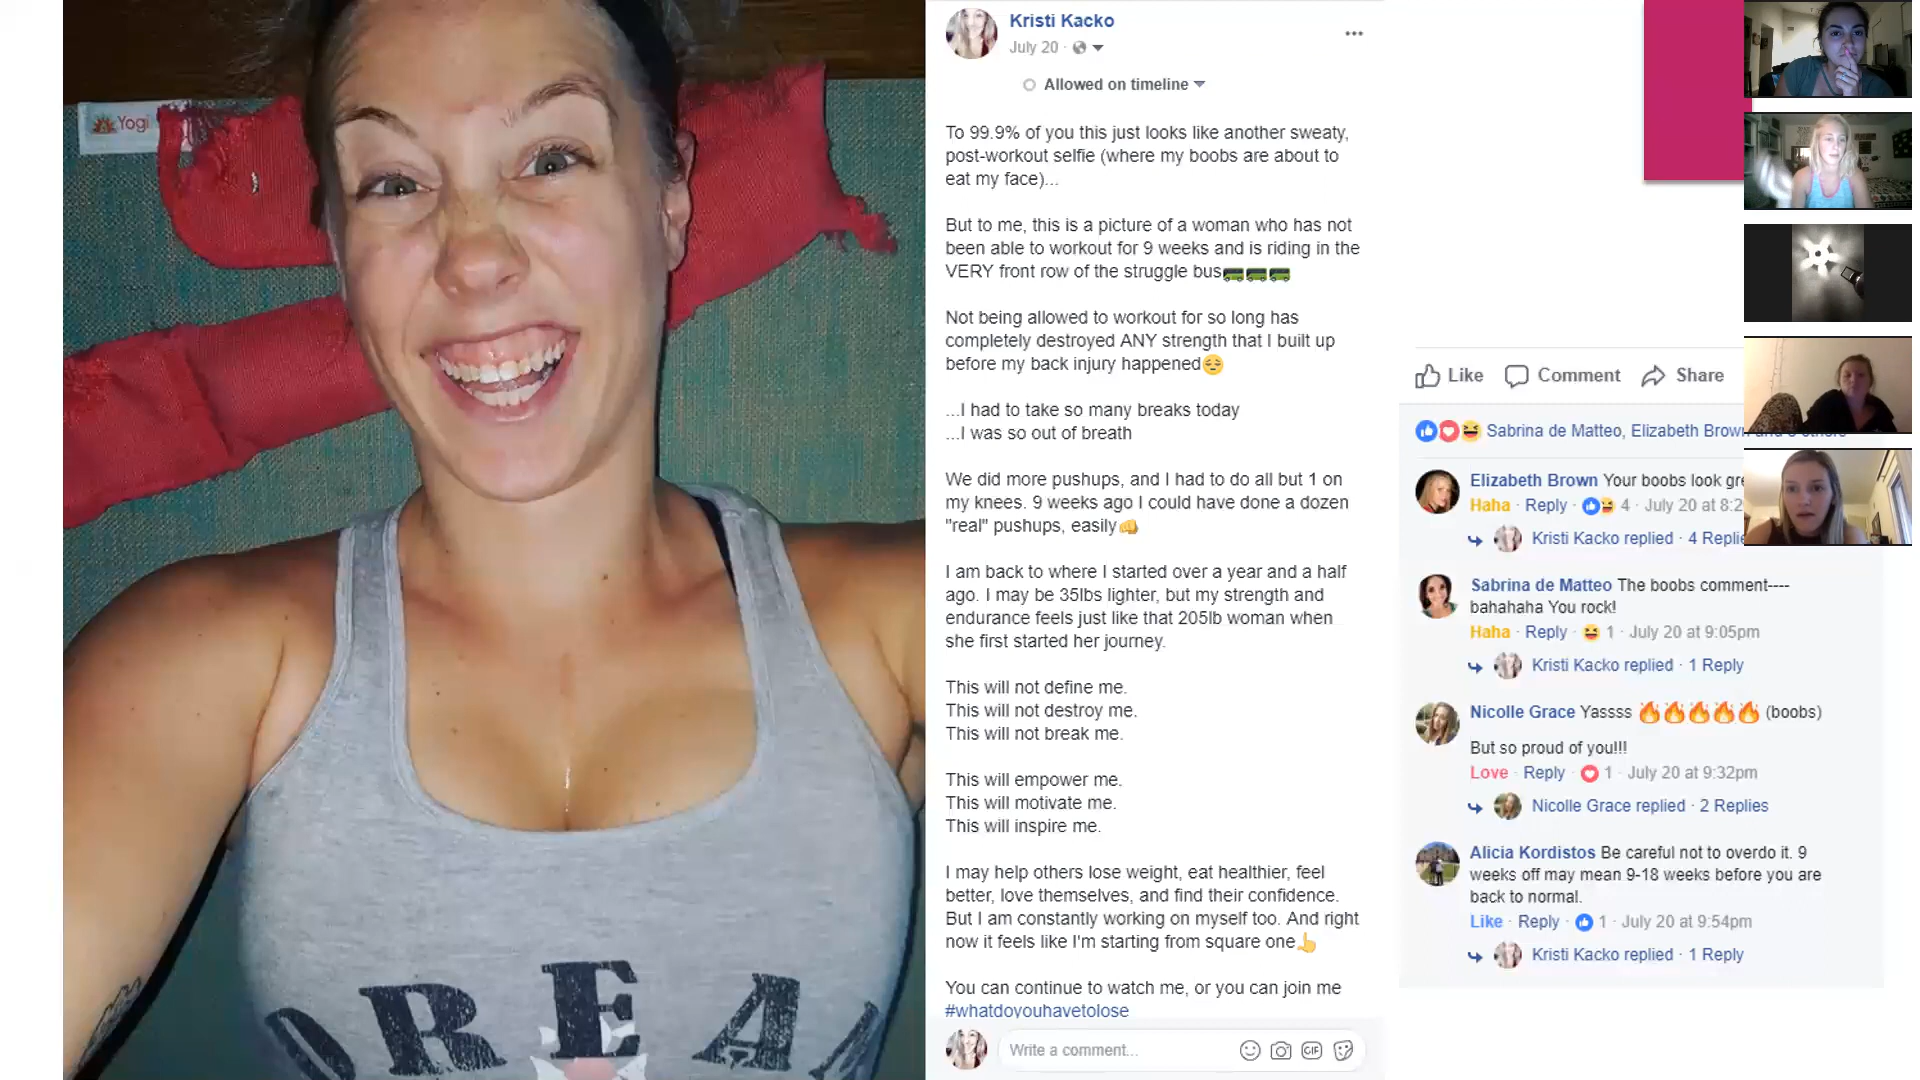 Yogi
DREAM
Kristi Kacko
July 20
Allowed on timeline
To 99.9% of you this just looks like another sweaty,
post-workout selfie (where my boobs are about to
eat my face)...
But to me, this is a picture of a woman who has not
been able to workout for 9 weeks and is riding in the
VERY front row of the struggle bus🚌🚌🚌
Not being allowed to workout for so long has
completely destroyed ANY strength that I built up
before my back injury happened😔
...I had to take so many breaks today
...I was so out of breath
We did more pushups, and I had to do all but 1 on
my knees. 9 weeks ago I could have done a dozen
"real" pushups, easily👊
I am back to where I started over a year and a half
ago. I may be 35lbs lighter, but my strength and
endurance feels just like that 205lb woman when
she first started her journey.
This will not define me.
This will not destroy me.
This will not break me.
This will empower me.
This will motivate me.
This will inspire me.
I may help others lose weight, eat healthier, feel
better, love themselves, and find their confidence.
But I am constantly working on myself too. And right
now it feels like I'm starting from square one👆
You can continue to watch me, or you can join me
#whatdoyouhavetolose
Write a comment...
GIF
Like Comment Share
Sabrina de Matteo, Elizabeth Brown
Elizabeth Brown Your boobs look
Haha · Reply · 4 · July 20 at
Kristi Kacko replied · 4
Sabrina de Matteo The boobs comment----
bahahaha You rock!
Haha · Reply · 😆 1 · July 20 at 9:05pm
Kristi Kacko replied · 1 Reply
Nicolle Grace Yassss 🔥🔥🔥🔥🔥 (boobs)
But so proud of you!!!
Love · Reply · 1 · July 20 at 9:32pm
Nicolle Grace replied · 2 Replies
Alicia Kordistos Be careful not to overdo it. 9
weeks off may mean 9-18 weeks before you are
back to normal.
Like · Reply · 1 · July 20 at 9:54pm
Kristi Kacko replied · 1 Reply